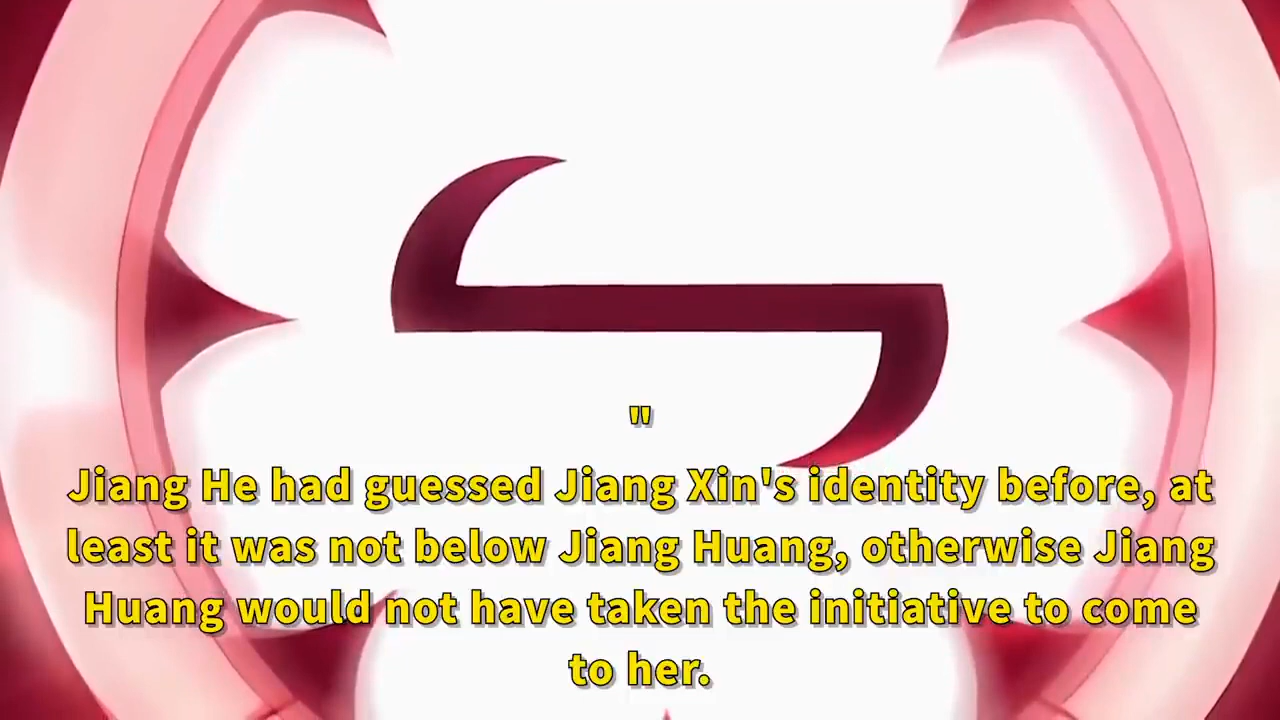 "
Jiang He had guessed Jiang Xin's identity before, at
least it was not below Jiang Huang, otherwise Jiang
Huang would not have taken the initiative to come
to her.